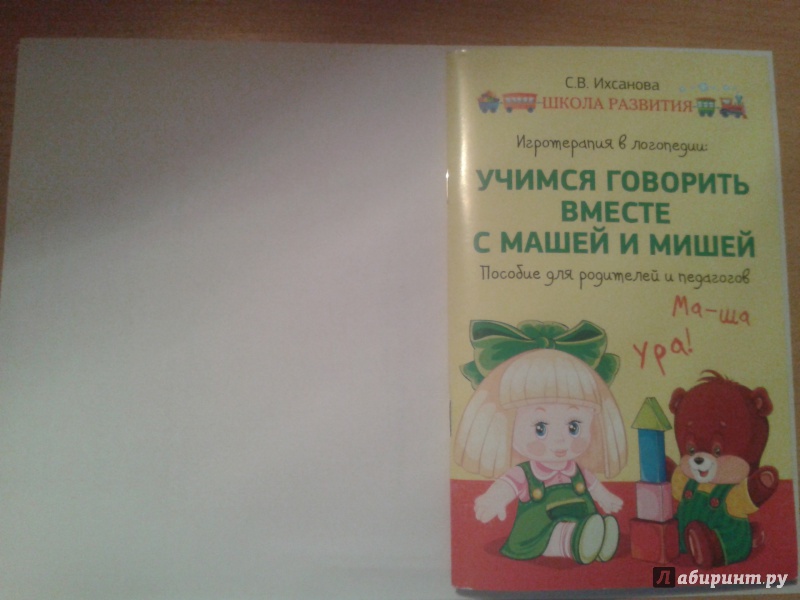 С.В. Ихсанова
ШКОЛА РАЗВИТИЯ
Игротерапия в логопедии:
УЧИМСЯ ГОВОРИТЬ
ВМЕСТЕ
С МАШЕЙ И МИШЕЙ
Пособие для родителей и педагогов
Ма-ша
Ура!
Лабиринт.ру